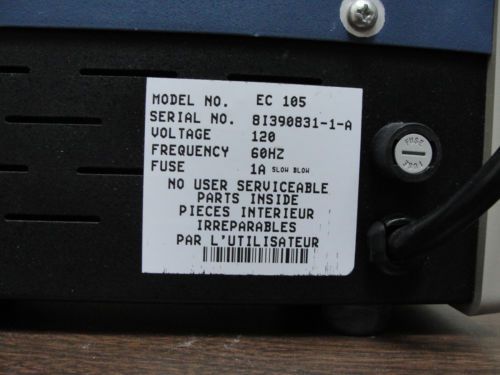 MODEL NO. EC 105
SERIAL NO. 8I390831-1-A
VOLTAGE 120
FREQUENCY 60HZ
FUSE 1A SLOW BLOW
NO USER SERVICEABLE
PARTS INSIDE
PIECES INTERIEUR
IRREPARABLES
PAR L'UTILISATEUR
FUSE